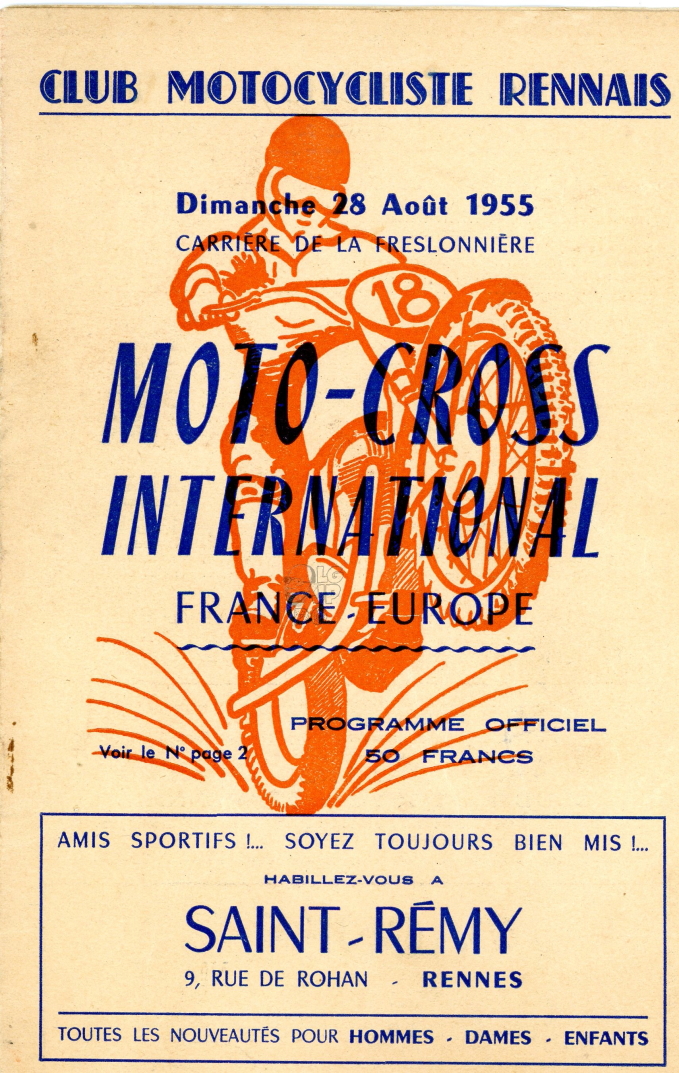 CLUB MOTOCYCLISTE RENNAIS
Dimanche 28 Août 1955
CARRIÈRE DE LA FRESLONNIÈRE
18
MOTO-CROSS
INTERNATIONAL
FRANCE - EUROPE
PROGRAMME OFFICIEL
Voir le N° page 2
50 FRANCS
AMIS SPORTIFS !... SOYEZ TOUJOURS BIEN MIS !...
HABILLEZ-VOUS A
SAINT-RÉMY
9, RUE DE ROHAN - RENNES
TOUTES LES NOUVEAUTÉS POUR HOMMES - DAMES - ENFANTS